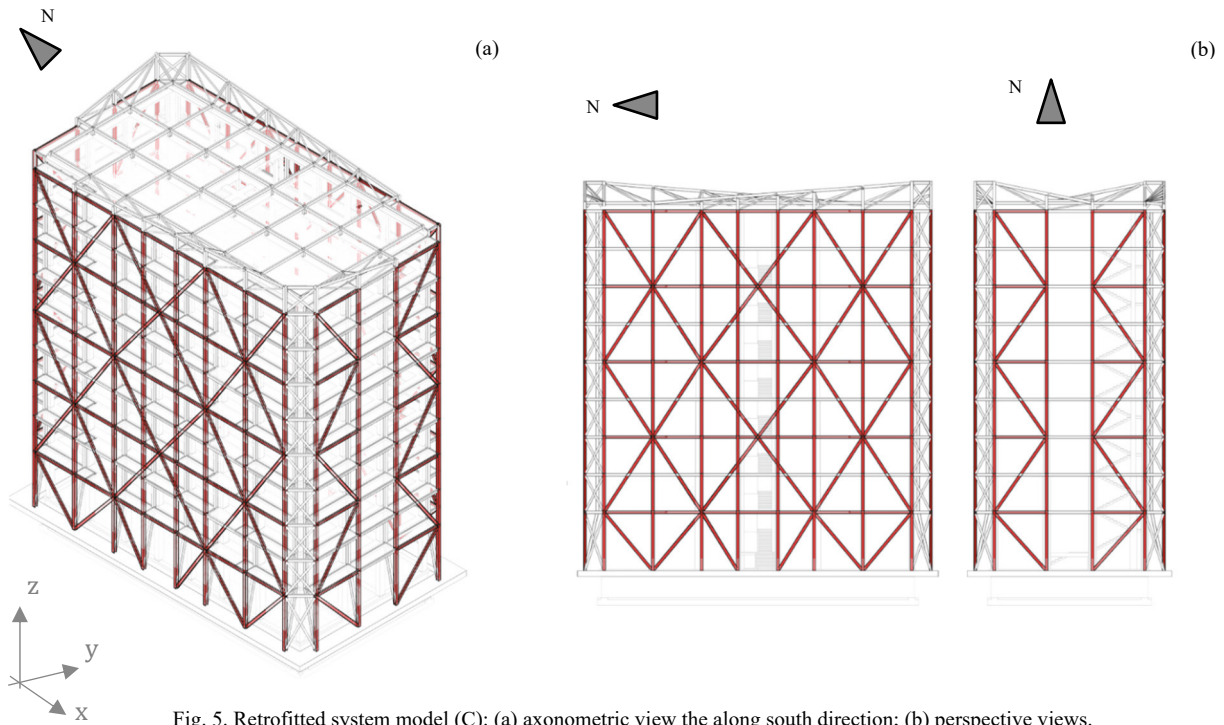 N
(a)
(b)
N
N
z
y
x
Fig. 5. Retrofitted system model (C): (a) axonometric view the along south direction; (b) perspective views.